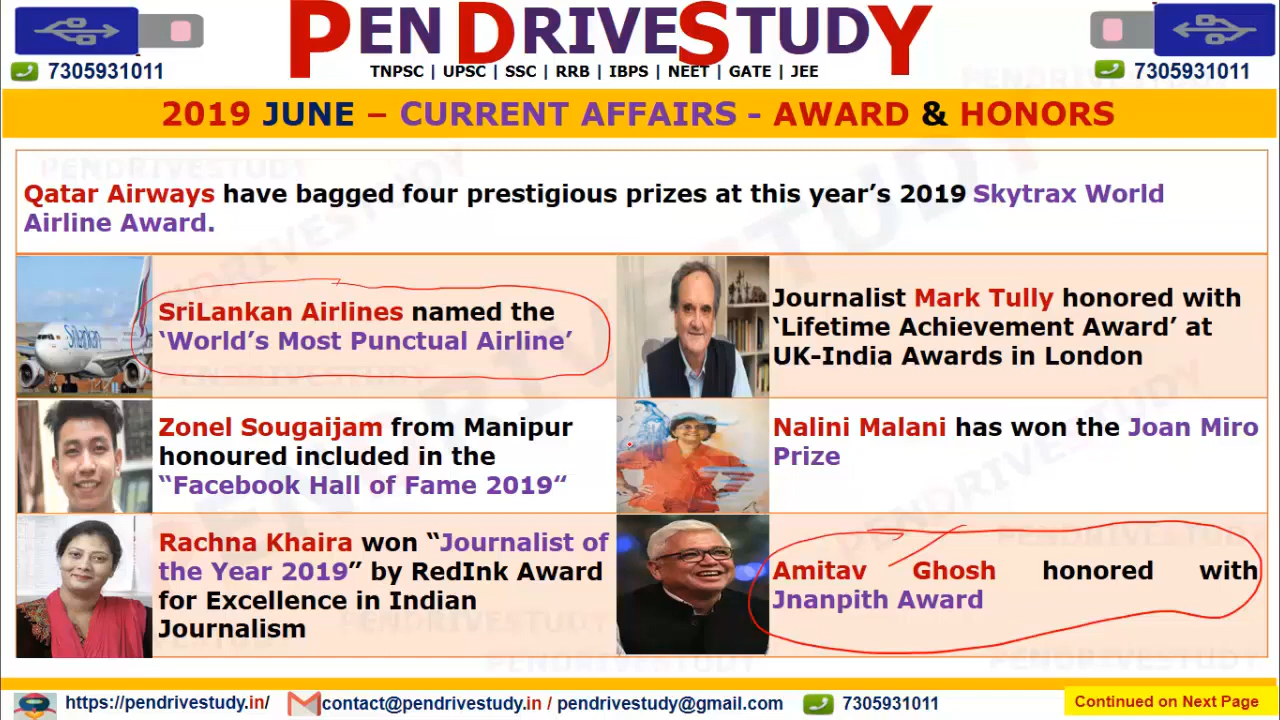 PENDRIVESTUDY
TNPSC | UPSC | SSC | RRB | IBPS | NEET | GATE | JEE
7305931011
7305931011
2019 JUNE – CURRENT AFFAIRS - AWARD & HONORS
Qatar Airways have bagged four prestigious prizes at this year’s 2019 Skytrax World
Airline Award.
SriLankan Airlines named the
‘World’s Most Punctual Airline’
Journalist Mark Tully honored with
‘Lifetime Achievement Award’ at
UK-India Awards in London
Zonel Sougaijam from Manipur
honoured included in the
“Facebook Hall of Fame 2019“
Nalini Malani has won the Joan Miro
Prize
Rachna Khaira won “Journalist of
the Year 2019” by RedInk Award
for Excellence in Indian
Journalism
Amitav Ghosh honored with
Jnanpith Award
https://pendrivestudy.in/
contact@pendrivestudy.in / pendrivestudy@gmail.com
7305931011
Continued on Next Page